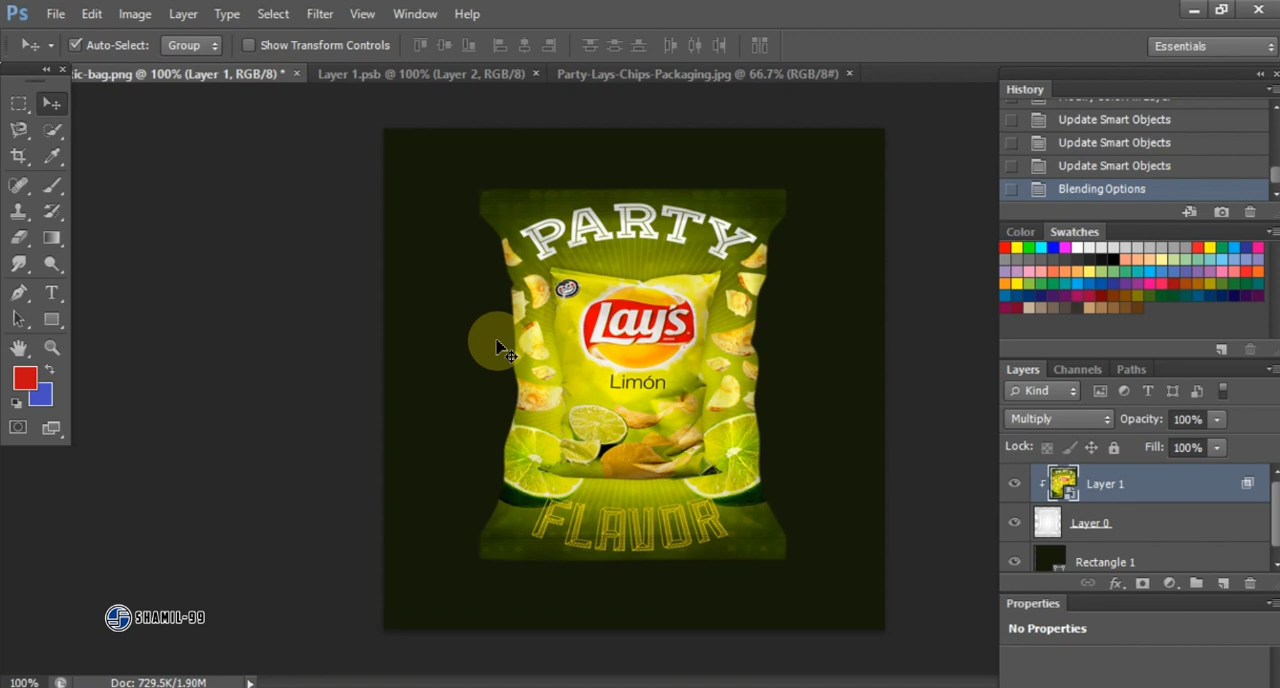 Ps File Edit Image Layer Type Select Filter View Window Help
Auto-Select: Group Show Transform Controls Essentials
tic-bag.png @ 100% (Layer 1, RGB/8) * × Layer 1.psb @ 100% (Layer 2, RGB/8) × Party-Lays-Chips-Packaging.jpg @ 66.7% (RGB/8#) ×
History
Update Smart Objects
Update Smart Objects
Update Smart Objects
Blending Options
Color Swatches
PARTY
Lay's
Limón
FLAVOR
Layers Channels Paths
Kind
Multiply Opacity: 100%
Lock: Fill: 100%
Layer 1
Layer 0
Rectangle 1
fx
Properties
No Properties
SHAMIL-99
100% Doc: 729.5K/1.90M